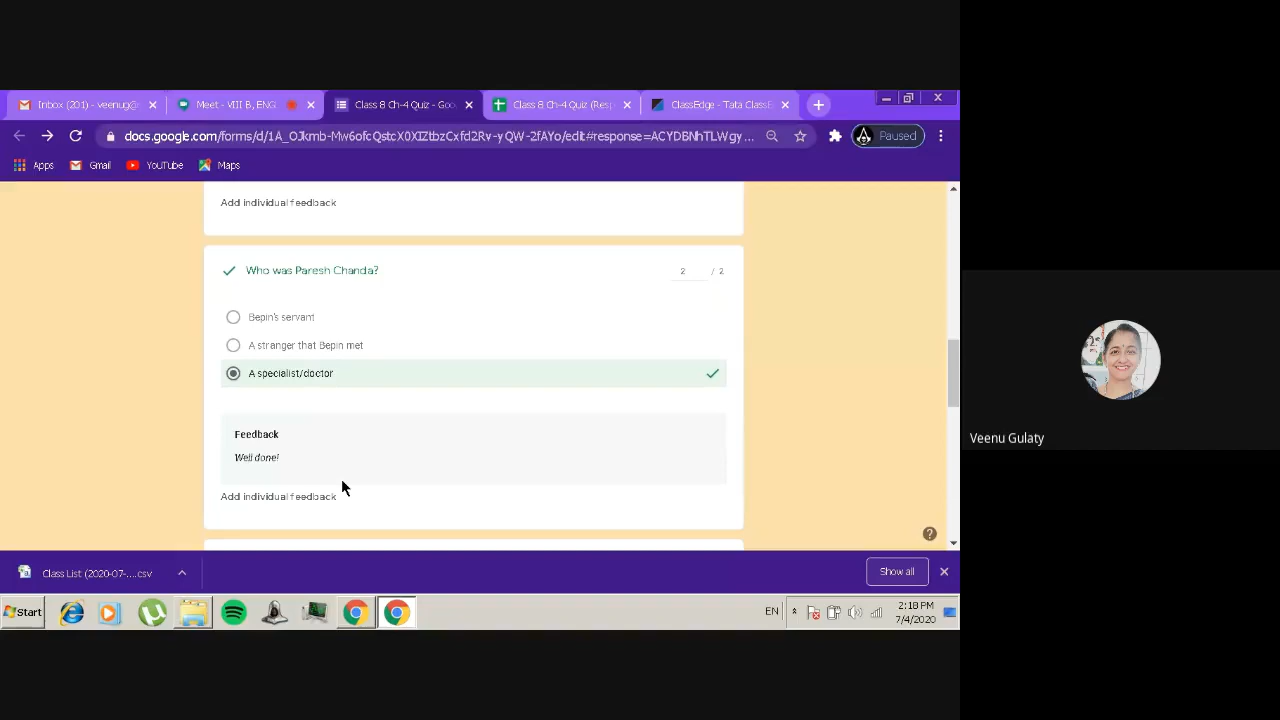 Inbox (201) - veenug@
Meet - VIII B, ENG
Class 8 Ch-4 Quiz - Goo
Class 8 Ch-4 Quiz (Resp
ClassEdge - Tata ClassE
Paused
Apps
Gmail
YouTube
Maps
Add individual feedback
Who was Paresh Chanda?
2 / 2
Bepin's servant
A stranger that Bepin met
A specialist/doctor
Feedback
Well done!
Add individual feedback
Veenu Gulaty
Class List (2020-07-....csv
Show all
Start
EN
2:18 PM
7/4/2020